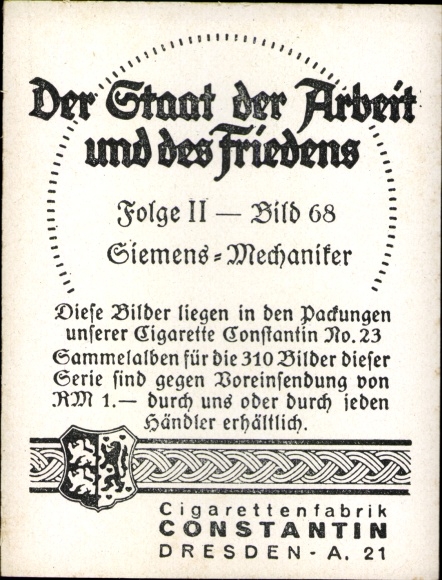 Der Staat der Arbeit
und des Friedens
Folge II — Bild 68
Siemens-Mechaniker
Diese Bilder liegen in den Packungen
unserer Cigarette Constantin No. 23
Sammelalben für die 310 Bilder dieser
Serie sind gegen Voreinsendung von
RM 1.— durch uns oder durch jeden
Händler erhältlich.
Cigarettenfabrik
CONSTANTIN
DRESDEN - A. 21